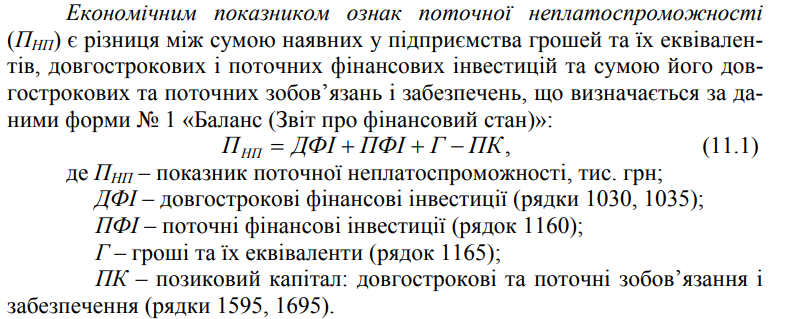 Економічним показником ознак поточної неплатоспроможності
(ПНП) є різниця між сумою наявних у підприємства грошей та їх еквівален-
тів, довгострокових і поточних фінансових інвестицій та сумою його дов-
гострокових та поточних зобов’язань і забезпечень, що визначається за да-
ними форми № 1 «Баланс (Звіт про фінансовий стан)»:
ПНП = ДФІ + ПФІ + Г − ПК, (11.1)
де ПНП – показник поточної неплатоспроможності, тис. грн;
ДФІ – довгострокові фінансові інвестиції (рядки 1030, 1035);
ПФІ – поточні фінансові інвестиції (рядок 1160);
Г – гроші та їх еквіваленти (рядок 1165);
ПК – позиковий капітал: довгострокові та поточні зобов’язання і
забезпечення (рядки 1595, 1695).